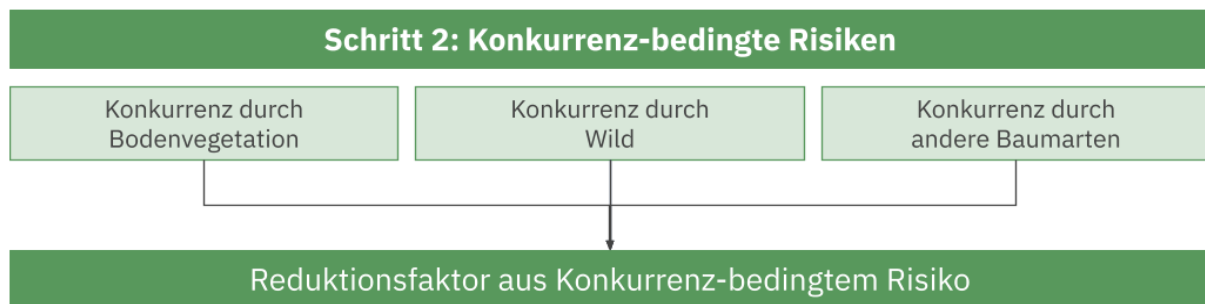 Schritt 2: Konkurrenz-bedingte Risiken
Konkurrenz durch
Bodenvegetation
Konkurrenz durch
Wild
Konkurrenz durch
andere Baumarten
Reduktionsfaktor aus Konkurrenz-bedingtem Risiko